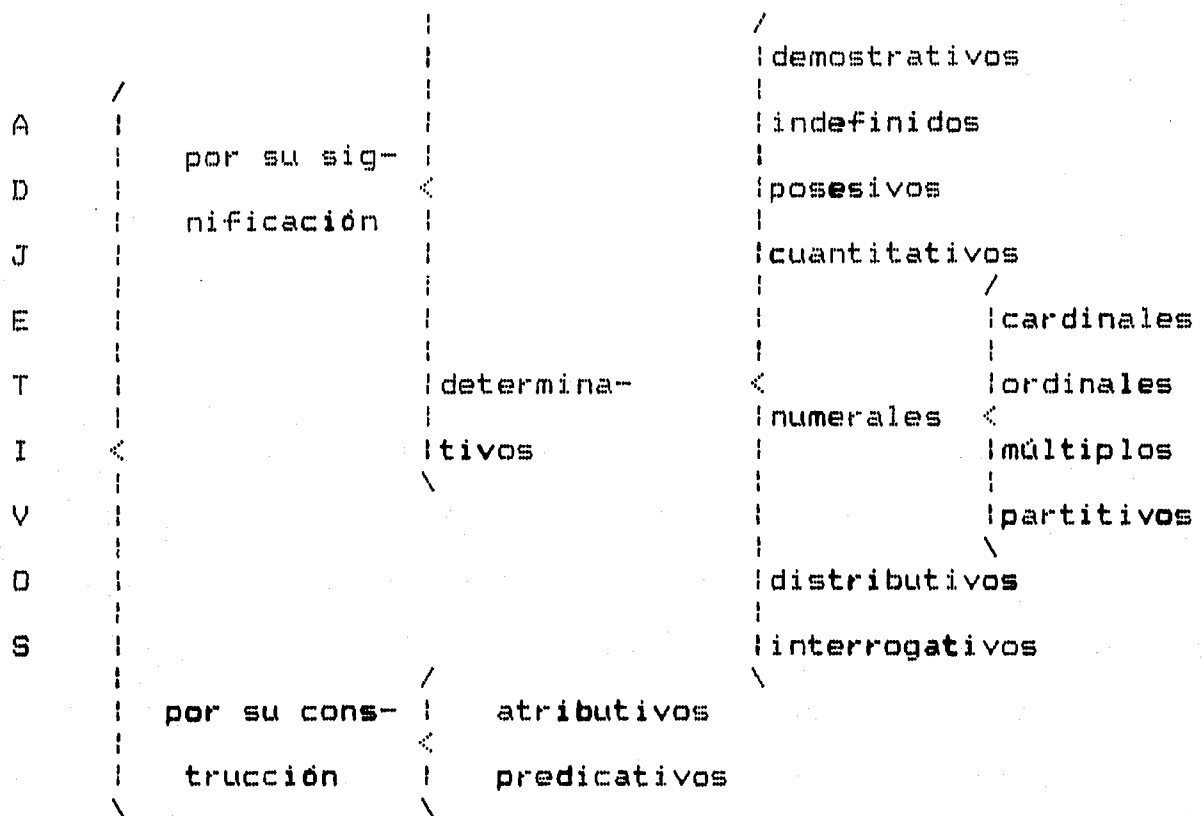 demostrativos
A indefinidos
por su sig-
D posesivos
nificación
J cuantitativos
E cardinales
T determina- ordinales
numerales
I tivos múltiplos
V partitivos
O distributivos
S interrogativos
por su cons- atributivos
trucción predicativos